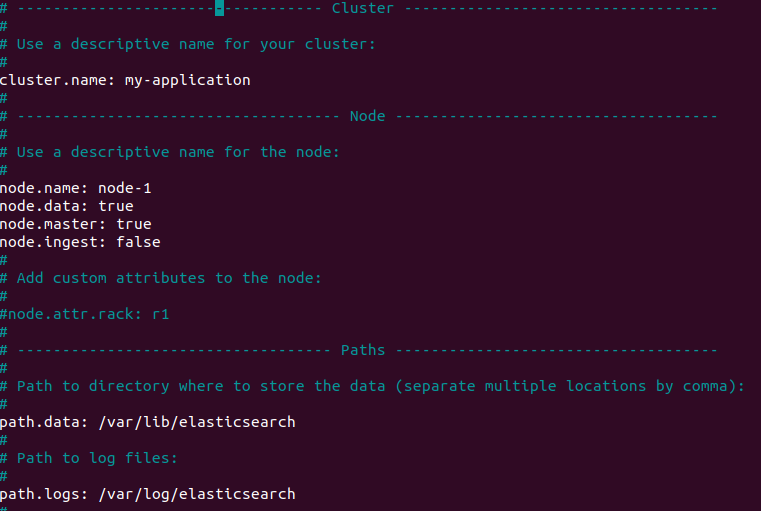 # ---------------------------------- Cluster -----------------------------------
#
# Use a descriptive name for your cluster:
#
cluster.name: my-application
#
# ------------------------------------ Node ------------------------------------
#
# Use a descriptive name for the node:
#
node.name: node-1
node.data: true
node.master: true
node.ingest: false
#
# Add custom attributes to the node:
#
#node.attr.rack: r1
#
# ----------------------------------- Paths ------------------------------------
#
# Path to directory where to store the data (separate multiple locations by comma):
#
path.data: /var/lib/elasticsearch
#
# Path to log files:
#
path.logs: /var/log/elasticsearch
#